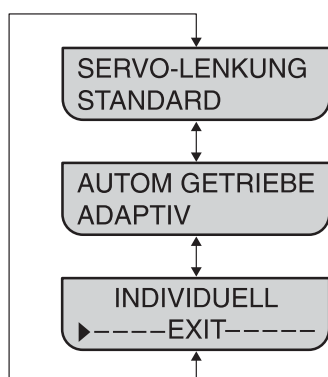 SERVO-LENKUNG
STANDARD
AUTOM GETRIEBE
ADAPTIV
INDIVIDUELL
▶----EXIT-----